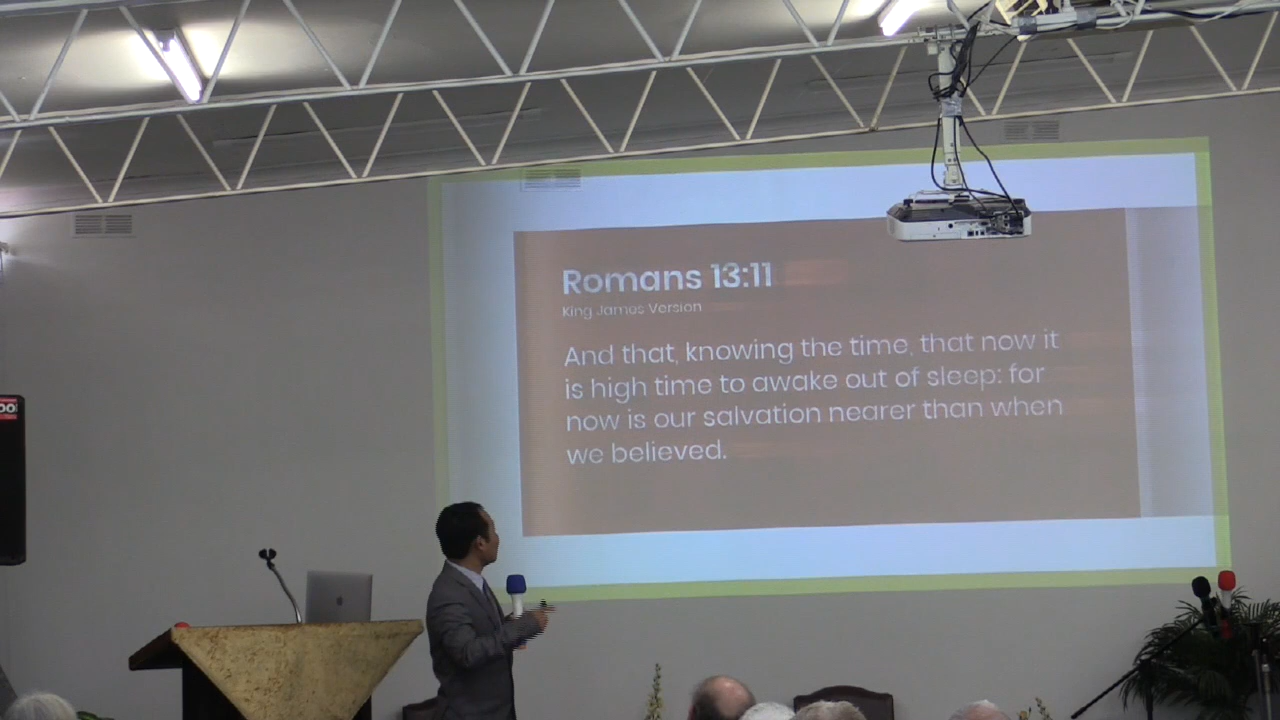 Romans 13:11
King James Version
And that, knowing the time, that now it
is high time to awake out of sleep: for
now is our salvation nearer than when
we believed.